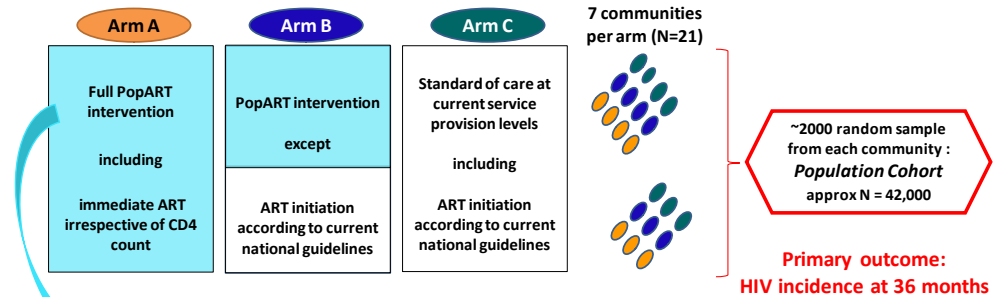 Arm A
Full PopART
intervention
including
immediate ART
irrespective of CD4
count
Arm B
PopART intervention
except
ART initiation
according to current
national guidelines
Arm C
Standard of care at
current service
provision levels
including
ART initiation
according to current
national guidelines
7 communities
per arm (N=21)
~2000 random sample
from each community :
Population Cohort
approx N = 42,000
Primary outcome:
HIV incidence at 36 months